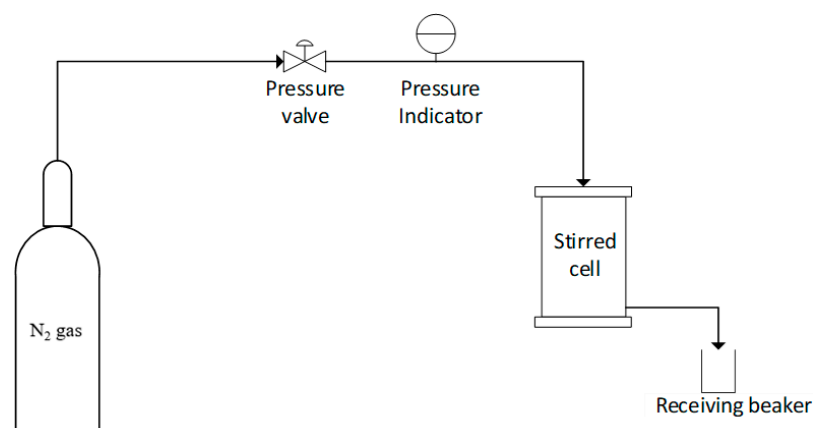 Pressure
valve
Pressure
Indicator
Stirred
cell
N₂ gas
Receiving beaker